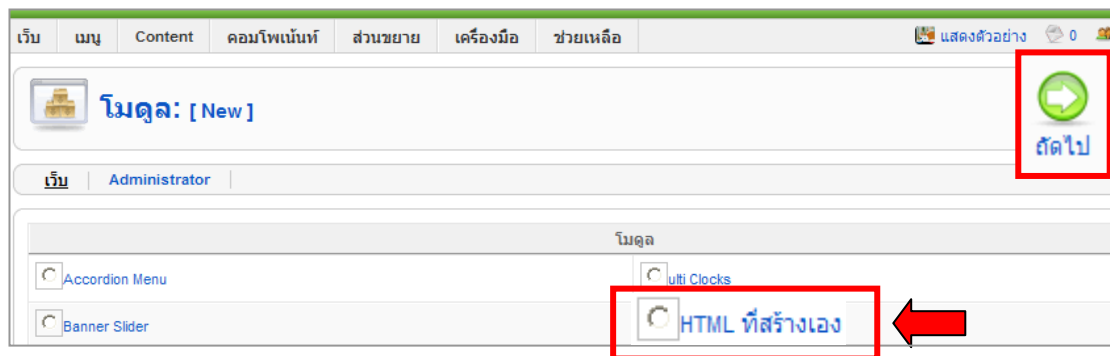 เว็บ เมนู Content คอมโพเน้นท์ ส่วนขยาย เครื่องมือ ช่วยเหลือ แสดงตัวอย่าง 0
โมดูล: [ New ]
ถัดไป
เว็บ Administrator
โมดูล
Accordion Menu ulti Clocks
Banner Slider HTML ที่สร้างเอง